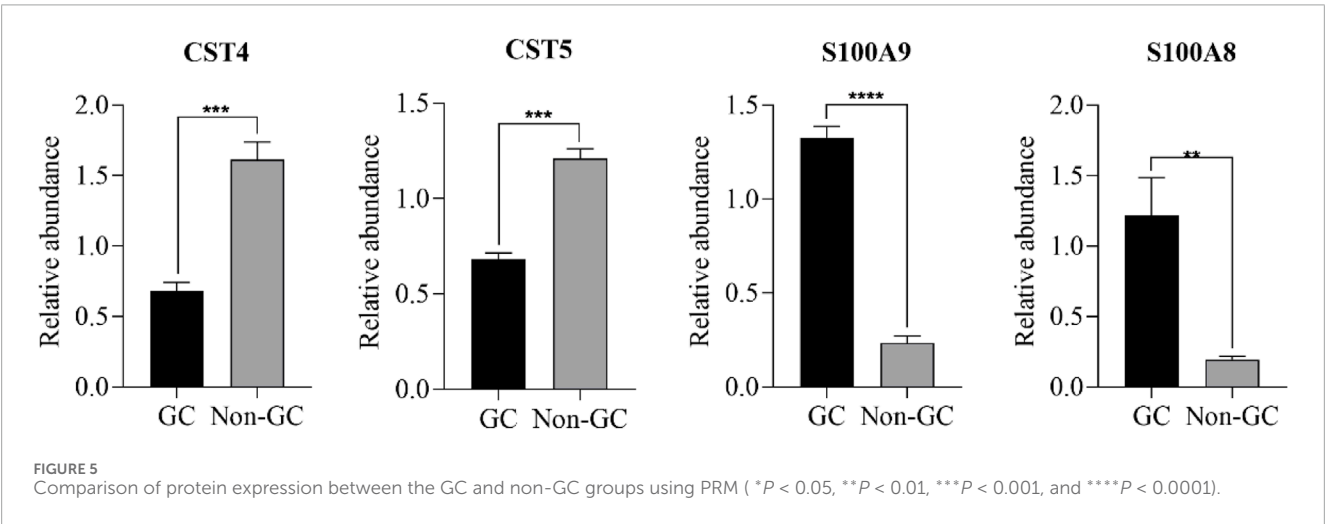 CST4
CST5
S100A9
S100A8
Relative abundance
2.0
1.5
1.0
0.5
0.0
***
GC Non-GC
Relative abundance
1.5
1.0
0.5
0.0
***
GC Non-GC
Relative abundance
1.5
1.0
0.5
0.0
****
GC Non-GC
Relative abundance
2.0
1.5
1.0
0.5
0.0
**
GC Non-GC
FIGURE 5
Comparison of protein expression between the GC and non-GC groups using PRM ( *P < 0.05, **P < 0.01, ***P < 0.001, and ****P < 0.0001).